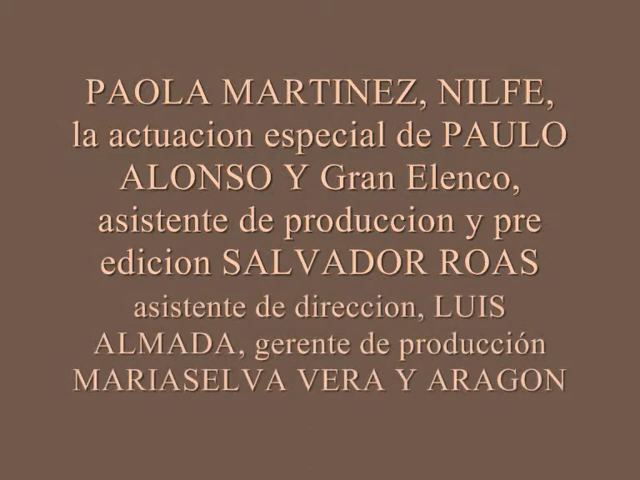 PAOLA MARTINEZ, NILFE,
la actuacion especial de PAULO
ALONSO Y Gran Elenco,
asistente de produccion y pre
edicion SALVADOR ROAS
asistente de direccion, LUIS
ALMADA, gerente de producción
MARIASELVA VERA Y ARAGON